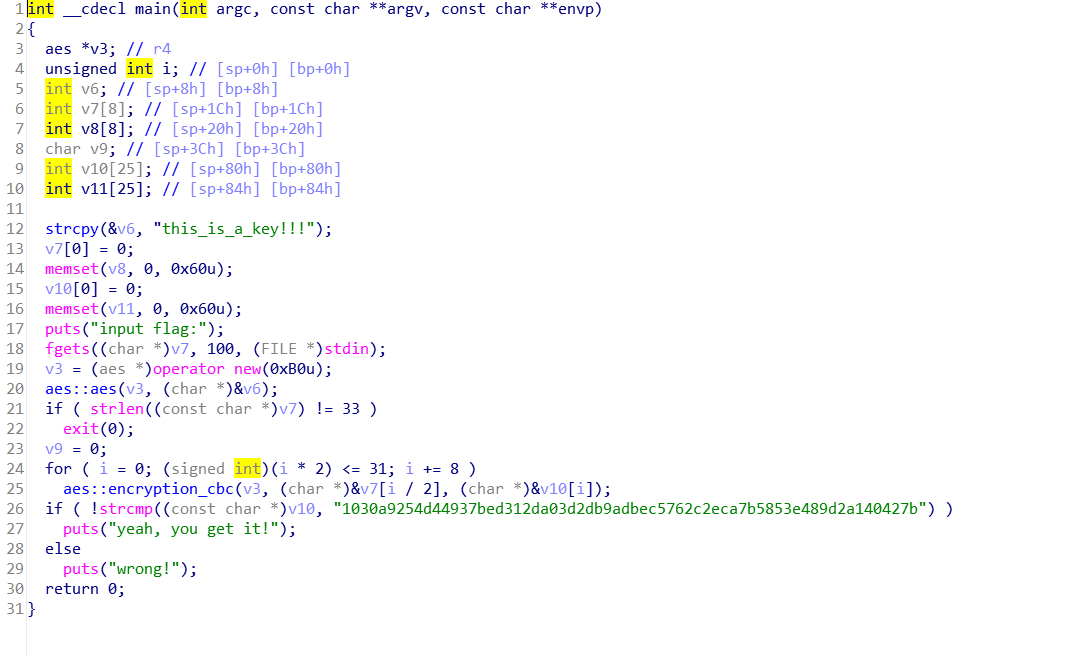 1 int __cdecl main(int argc, const char **argv, const char **envp)
2 {
3 aes *v3; // r4
4 unsigned int i; // [sp+0h] [bp+0h]
5 int v6; // [sp+8h] [bp+8h]
6 int v7[8]; // [sp+1Ch] [bp+1Ch]
7 int v8[8]; // [sp+20h] [bp+20h]
8 char v9; // [sp+3Ch] [bp+3Ch]
9 int v10[25]; // [sp+80h] [bp+80h]
10 int v11[25]; // [sp+84h] [bp+84h]
11
12 strcpy(&v6, "this_is_a_key!!!");
13 v7[0] = 0;
14 memset(v8, 0, 0x60u);
15 v10[0] = 0;
16 memset(v11, 0, 0x60u);
17 puts("input flag:");
18 fgets((char *)v7, 100, (FILE *)stdin);
19 v3 = (aes *)operator new(0xB0u);
20 aes::aes(v3, (char *)&v6);
21 if ( strlen((const char *)v7) != 33 )
22 exit(0);
23 v9 = 0;
24 for ( i = 0; (signed int)(i * 2) <= 31; i += 8 )
25 aes::encryption_cbc(v3, (char *)&v7[i / 2], (char *)&v10[i]);
26 if ( !strcmp((const char *)v10, "1030a9254d44937bed312da03d2db9adbec5762c2eca7b5853e489d2a140427b") )
27 puts("yeah, you get it!");
28 else
29 puts("wrong!");
30 return 0;
31 }